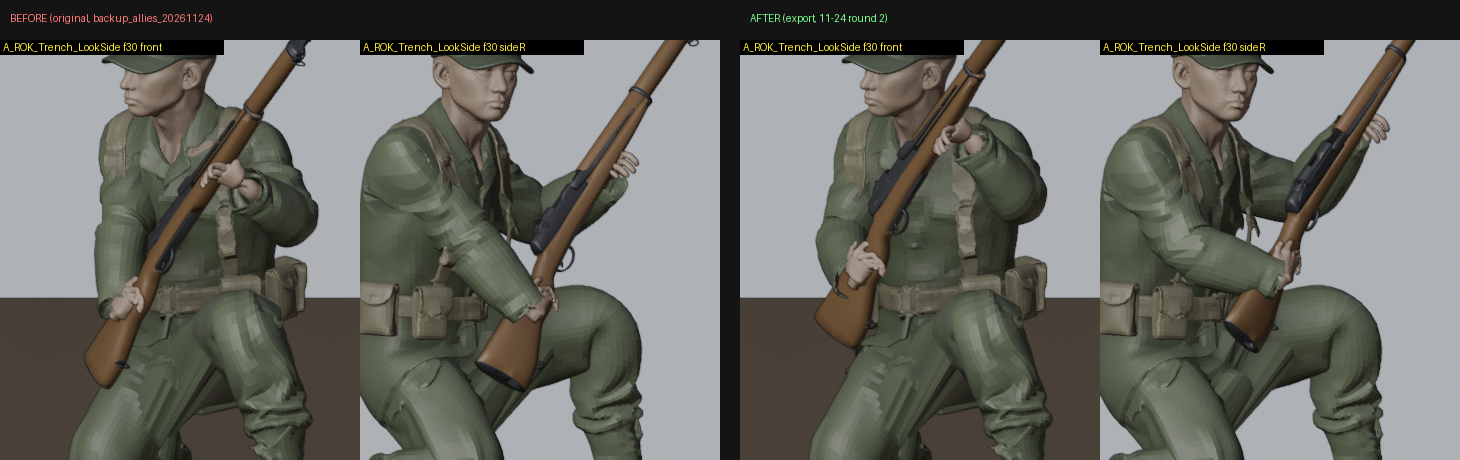 BEFORE (original, backup_allies_20261124)
AFTER (export, 11-24 round 2)
A_ROK_Trench_LookSide f30 front
A_ROK_Trench_LookSide f30 sideR
A_ROK_Trench_LookSide f30 front
A_ROK_Trench_LookSide f30 sideR